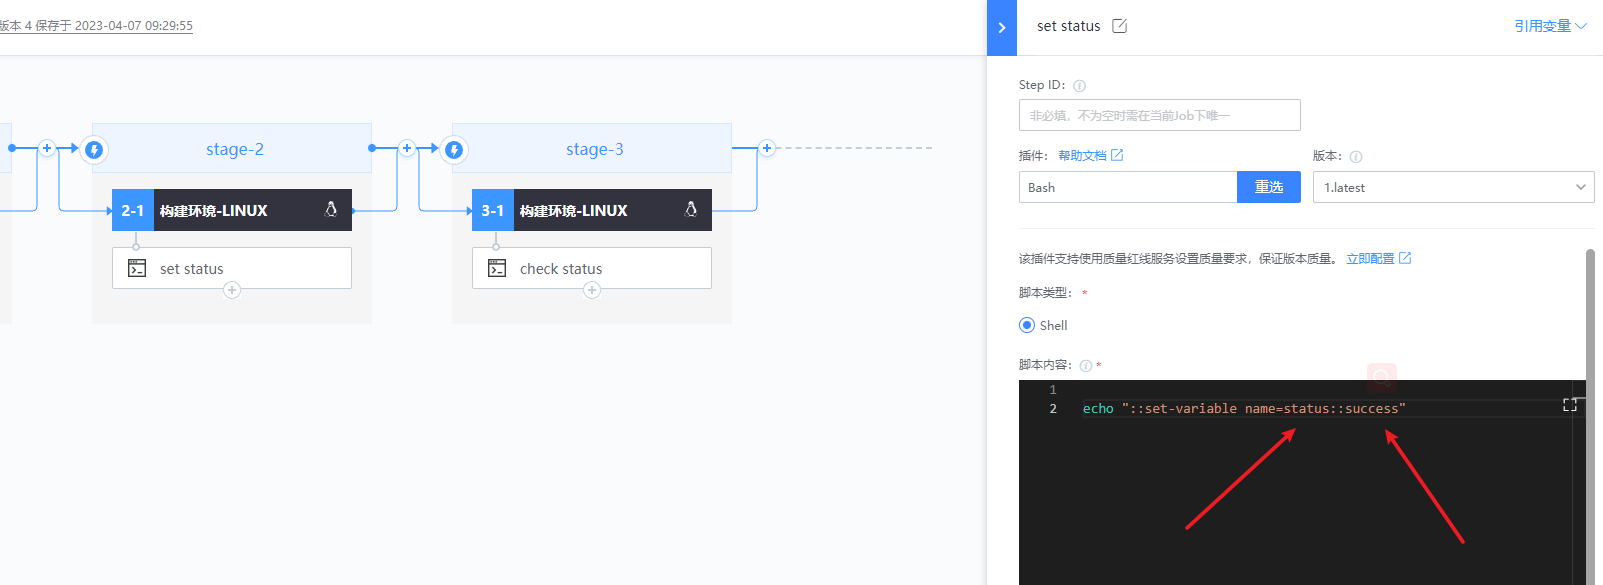 版本 4 保存于 2023-04-07 09:29:55
stage-2
stage-3
2-1 构建环境-LINUX
3-1 构建环境-LINUX
set status
check status
set status
引用变量
Step ID:
非必填，不为空时需在当前Job下唯一
插件： 帮助文档
版本：
Bash
重选
1.latest
该插件支持使用质量红线服务设置质量要求，保证版本质量。 立即配置
脚本类型： *
Shell
脚本内容： *
1
2 echo "::set-variable name=status::success"